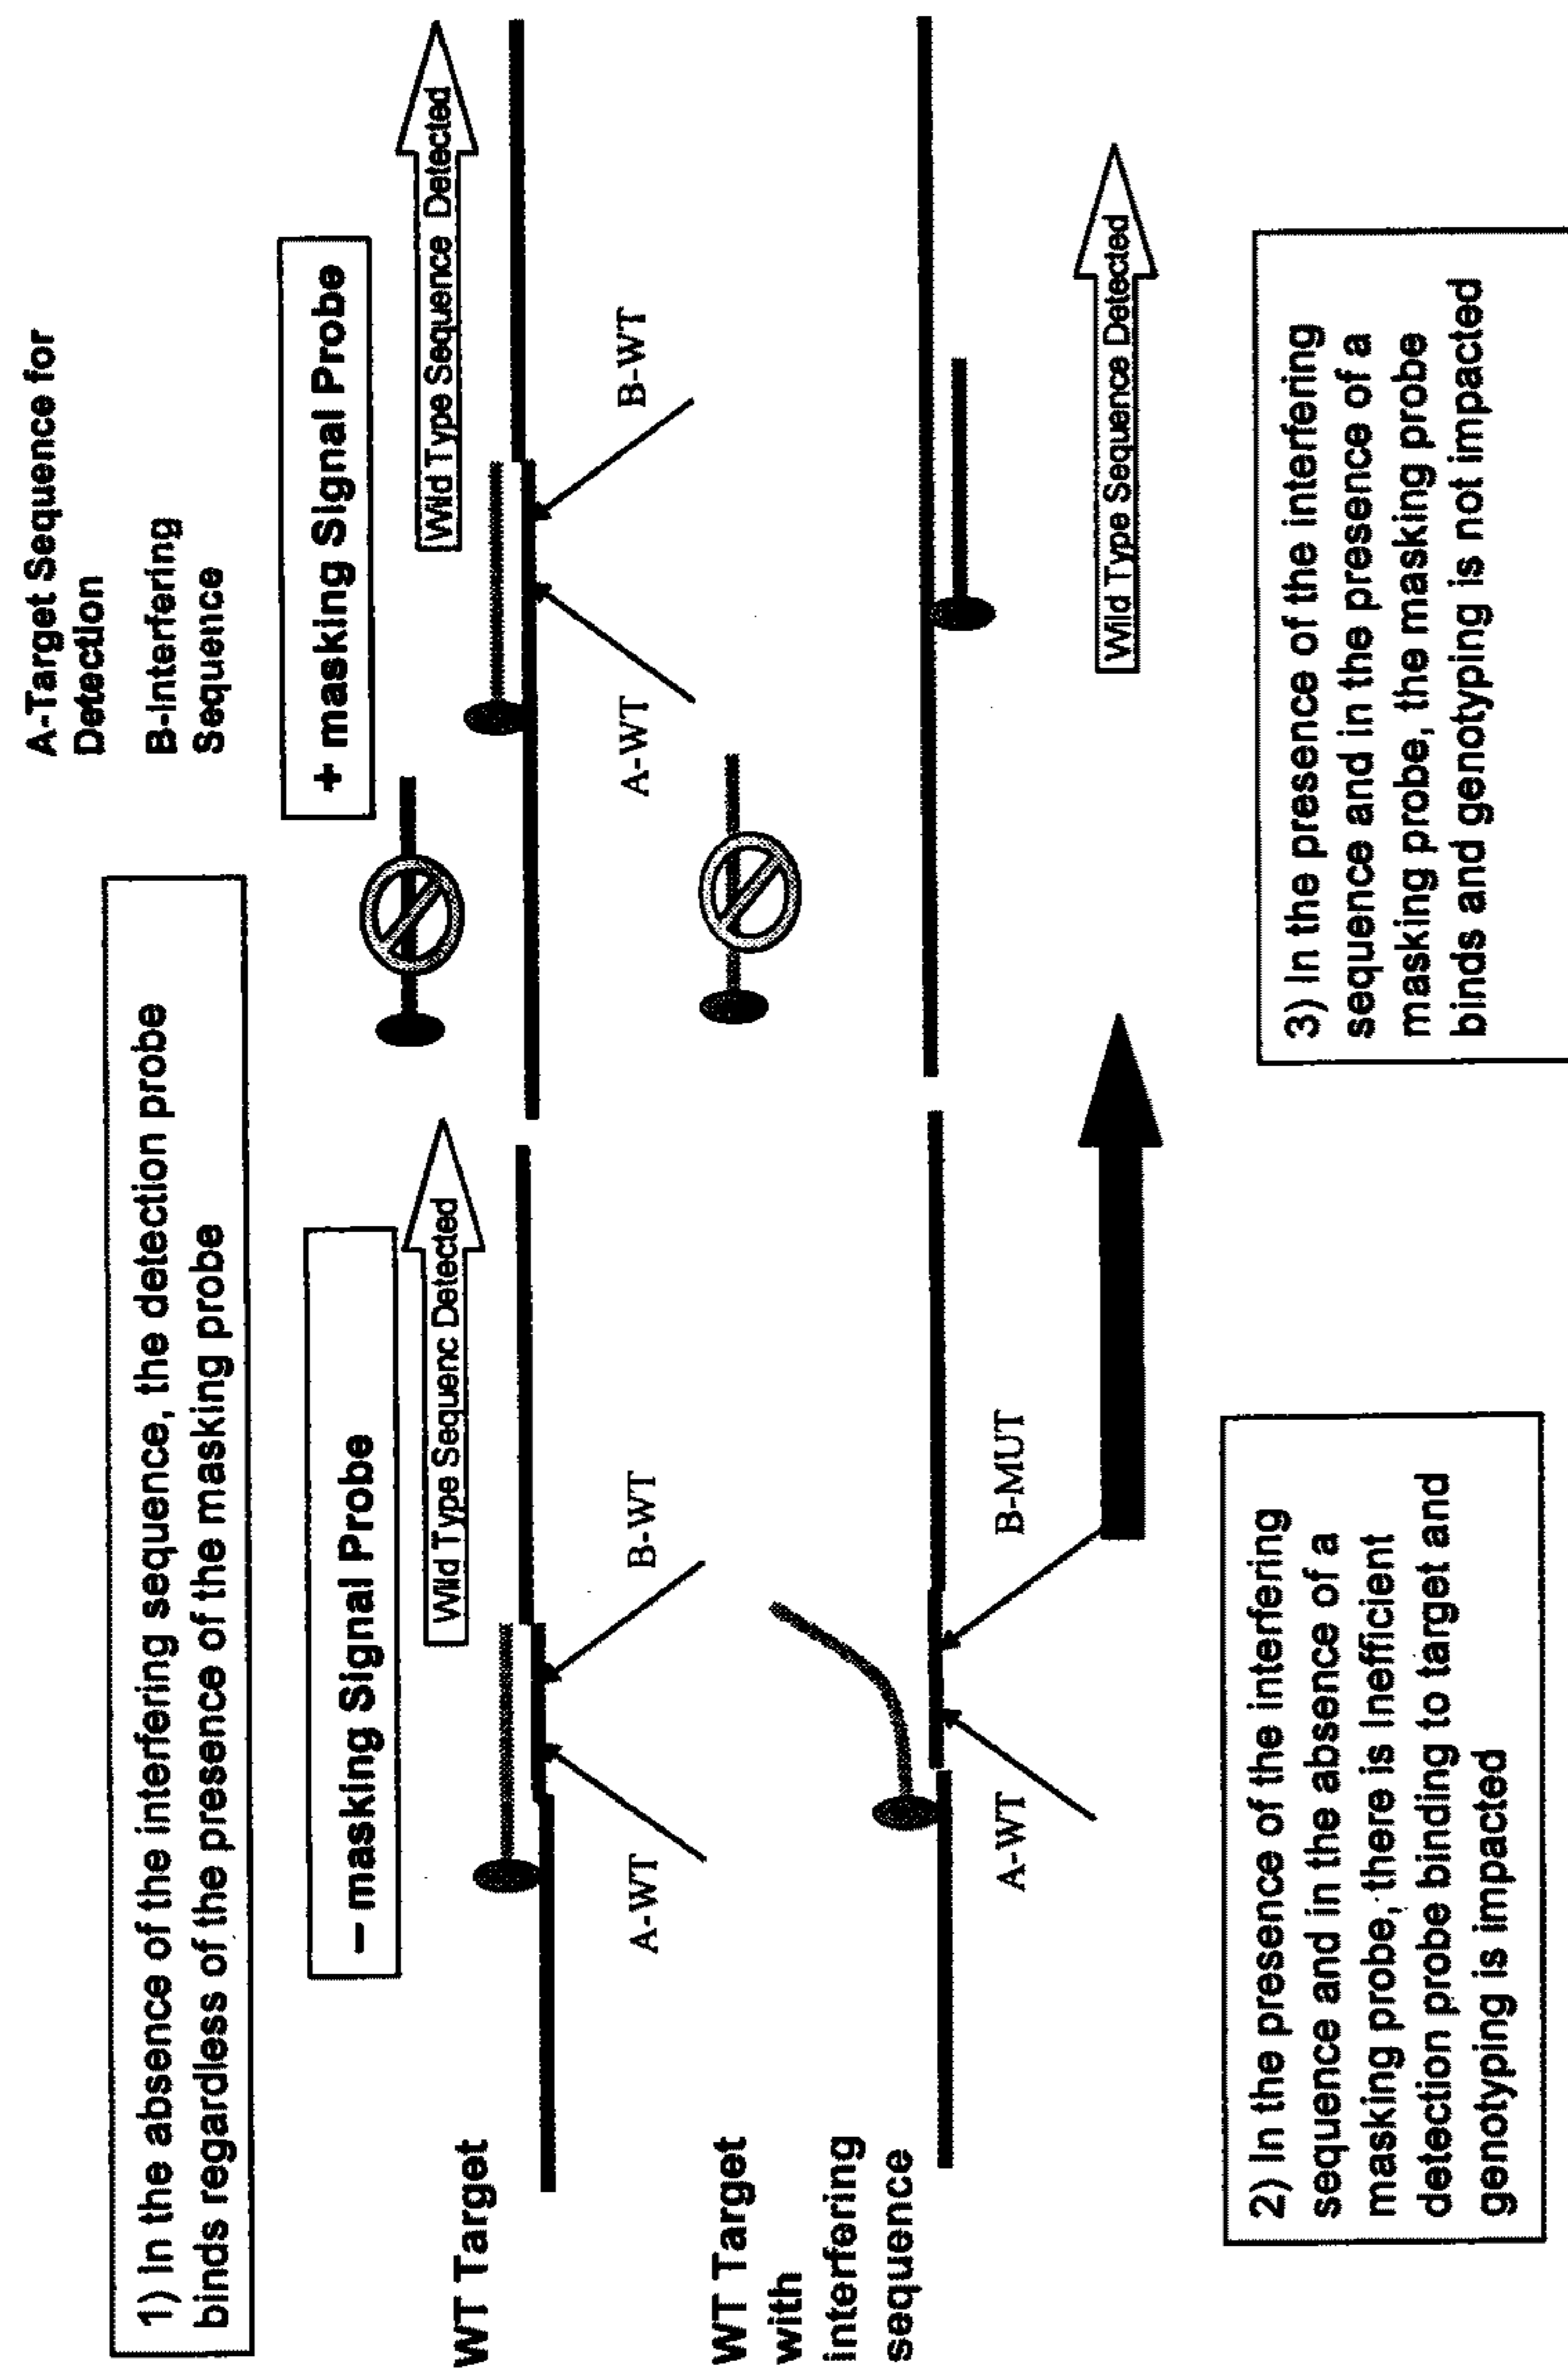 A-Target Sequence for
Detection
B-Interfering
Sequence
1) In the absence of the interfering sequence, the detection probe
binds regardless of the presence of the masking probe
– masking Signal Probe
+ masking Signal Probe
WT Target
Wild Type Sequenc Detected
Wild Type Sequence Detected
A-WT
B-WT
A-WT
B-WT
WT Target
with
interfering
sequence
A-WT
B-MUT
Wild Type Sequence Detected
2) In the presence of the interfering
sequence and in the absence of a
masking probe, there is Inefficient
detection probe binding to target and
genotyping is impacted
3) In the presence of the interfering
sequence and in the presence of a
masking probe, the masking probe
binds and genotyping is not impacted